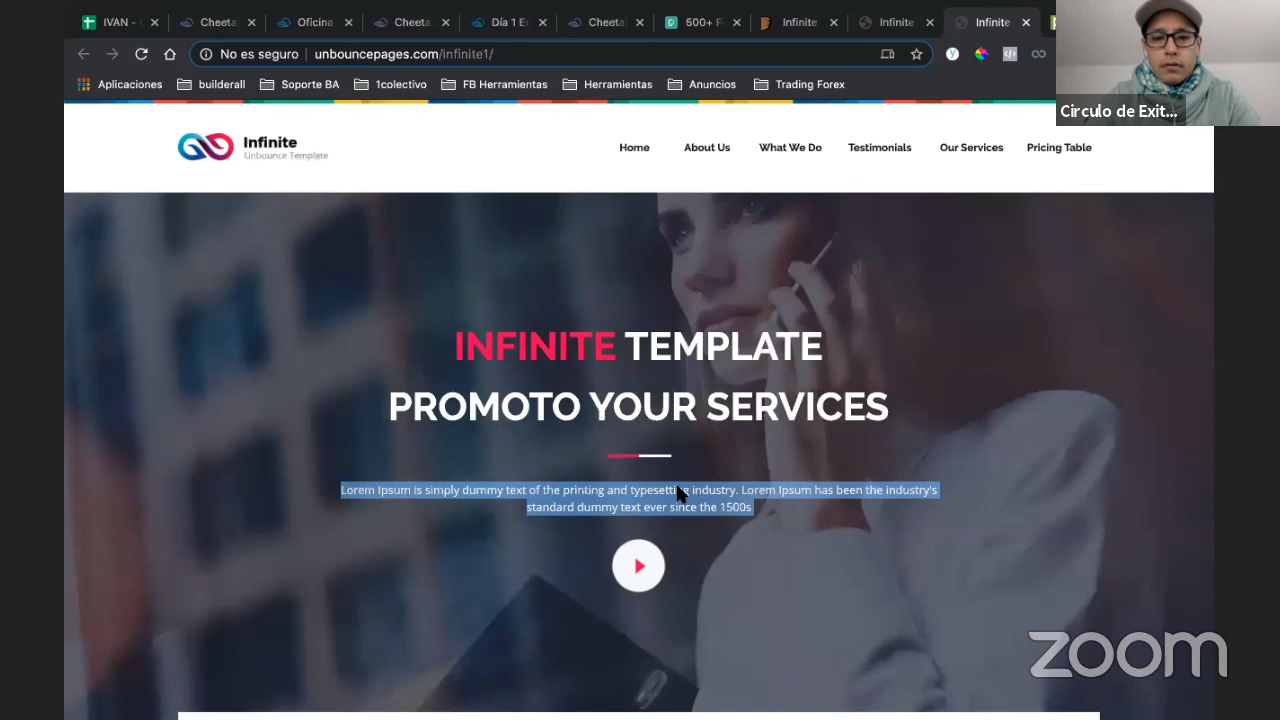 IVAN - C
Cheeta
Oficina
Cheeta
Día 1 E
Cheeta
500+ F
Infinite
Infinite
Infinite
No es seguro
unbouncepages.com/infinite1/
Aplicaciones
builderall
Soporte BA
1colectivo
FB Herramientas
Herramientas
Anuncios
Trading Forex
Circulo de Exit...
Infinite
Unbounce Template
Home
About Us
What We Do
Testimonials
Our Services
Pricing Table
INFINITE TEMPLATE
PROMOTO YOUR SERVICES
Lorem Ipsum is simply dummy text of the printing and typesetting industry. Lorem Ipsum has been the industry's
standard dummy text ever since the 1500s
zoom